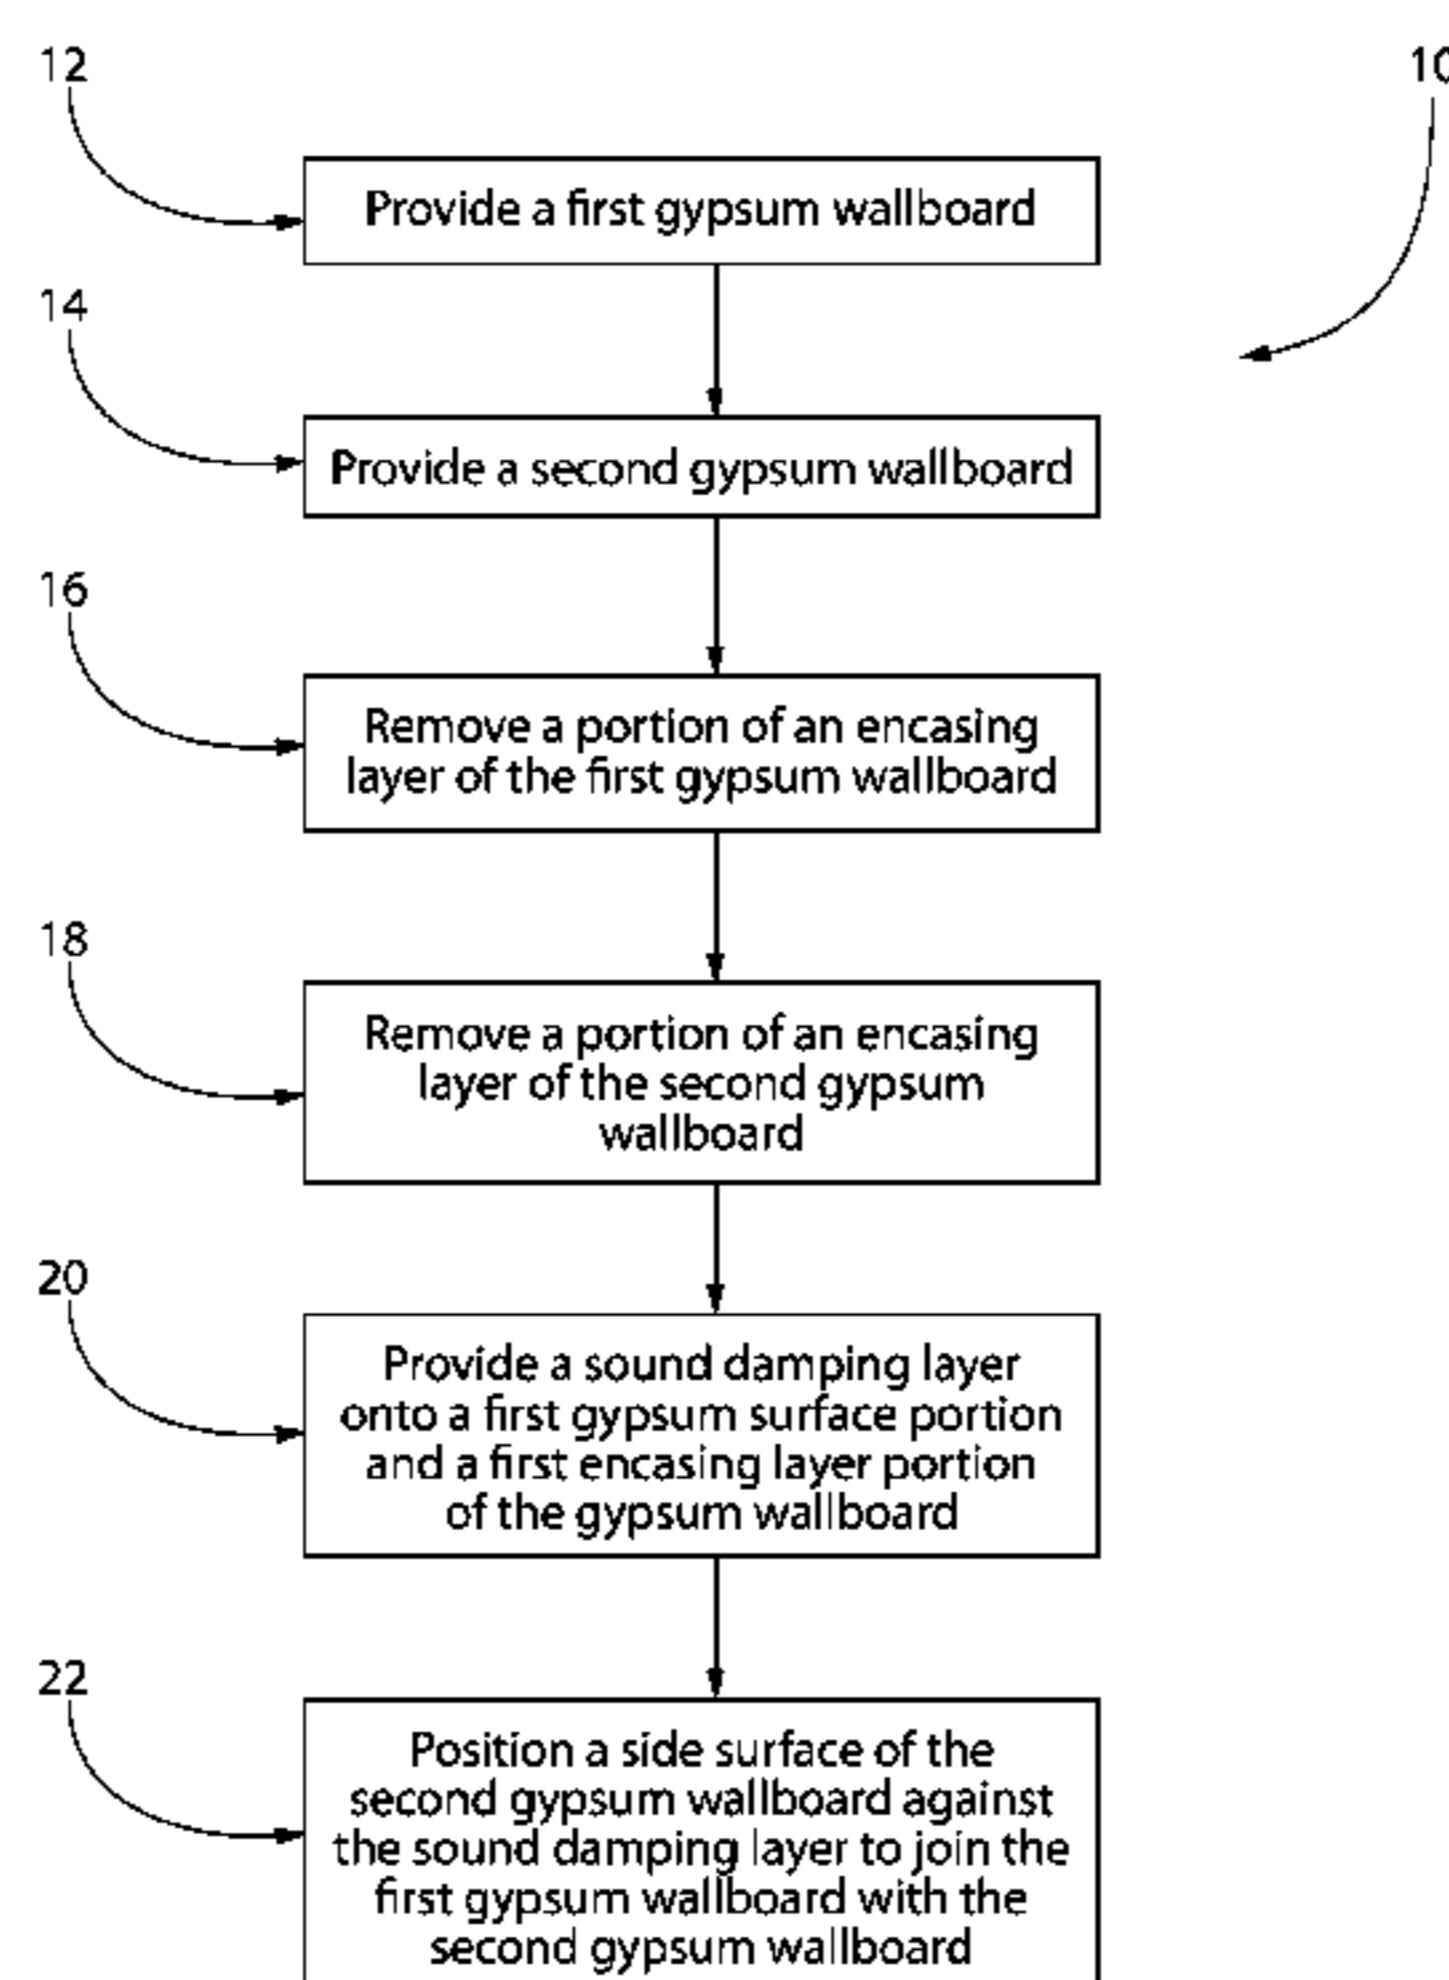 12
10
Provide a first gypsum wallboard
14
Provide a second gypsum wallboard
16
Remove a portion of an encasing
layer of the first gypsum wallboard
18
Remove a portion of an encasing
layer of the second gypsum
wallboard
20
Provide a sound damping layer
onto a first gypsum surface portion
and a first encasing layer portion
of the gypsum wallboard
22
Position a side surface of the
second gypsum wallboard against
the sound damping layer to join the
first gypsum wallboard with the
second gypsum wallboard